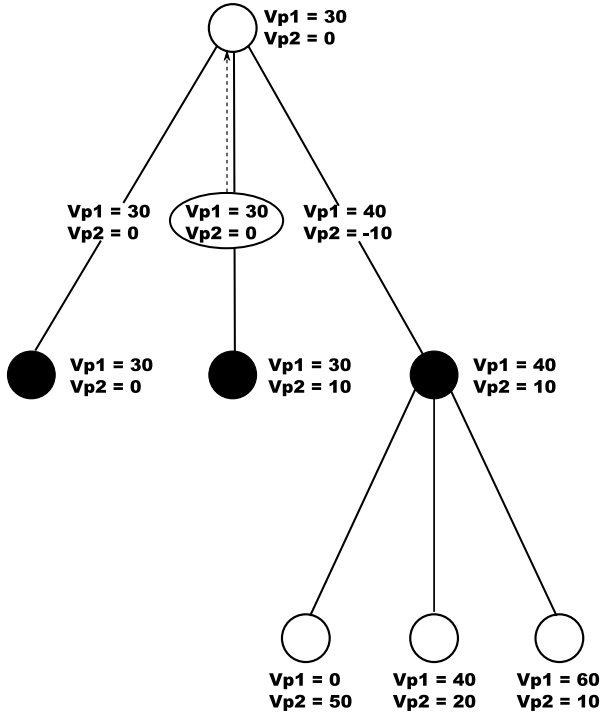 Vp1 = 30
Vp2 = 0
Vp1 = 30
Vp2 = 0
Vp1 = 30
Vp2 = 0
Vp1 = 40
Vp2 = -10
Vp1 = 30
Vp2 = 0
Vp1 = 30
Vp2 = 10
Vp1 = 40
Vp2 = 10
Vp1 = 0
Vp2 = 50
Vp1 = 40
Vp2 = 20
Vp1 = 60
Vp2 = 10